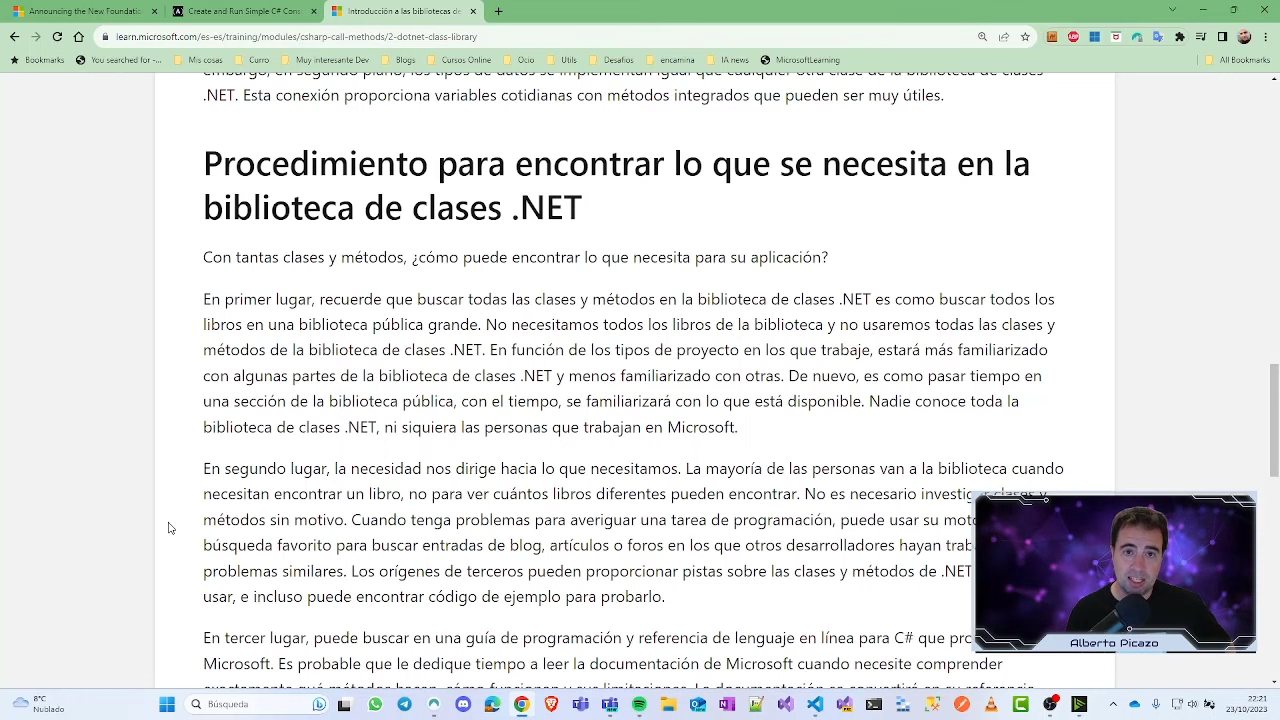 Announcing the New Foundatic
Create and Run Simple C# Cons
Introducción a las bibliotecas de
learn.microsoft.com/es-es/training/modules/csharp-call-methods/2-dotnet-class-library
Bookmarks
You searched for -...
Mis cosas
Curro
Muy interesante Dev
Blogs
Cursos Online
Ocio
Utils
Desafios
encamina
IA news
MicrosoftLearning
All Bookmarks
embargo, en segundo plano, los tipos de datos se implementan igual que cualquier otra clase de la biblioteca de clases
.NET. Esta conexión proporciona variables cotidianas con métodos integrados que pueden ser muy útiles.
Procedimiento para encontrar lo que se necesita en la
biblioteca de clases .NET
Con tantas clases y métodos, ¿cómo puede encontrar lo que necesita para su aplicación?
En primer lugar, recuerde que buscar todas las clases y métodos en la biblioteca de clases .NET es como buscar todos los
libros en una biblioteca pública grande. No necesitamos todos los libros de la biblioteca y no usaremos todas las clases y
métodos de la biblioteca de clases .NET. En función de los tipos de proyecto en los que trabaje, estará más familiarizado
con algunas partes de la biblioteca de clases .NET y menos familiarizado con otras. De nuevo, es como pasar tiempo en
una sección de la biblioteca pública, con el tiempo, se familiarizará con lo que está disponible. Nadie conoce toda la
biblioteca de clases .NET, ni siquiera las personas que trabajan en Microsoft.
En segundo lugar, la necesidad nos dirige hacia lo que necesitamos. La mayoría de las personas van a la biblioteca cuando
necesitan encontrar un libro, no para ver cuántos libros diferentes pueden encontrar. No es necesario investigar clases y
métodos sin motivo. Cuando tenga problemas para averiguar una tarea de programación, puede usar su moto
búsqueda favorito para buscar entradas de blog, artículos o foros en los que otros desarrolladores hayan trab
problemas similares. Los orígenes de terceros pueden proporcionar pistas sobre las clases y métodos de .NET
usar, e incluso puede encontrar código de ejemplo para probarlo.
En tercer lugar, puede buscar en una guía de programación y referencia de lenguaje en línea para C# que pro
Microsoft. Es probable que le dedique tiempo a leer la documentación de Microsoft cuando necesite comprender
Alberto Picazo
8°C
Nublado
Búsqueda
22:21
23/10/2023